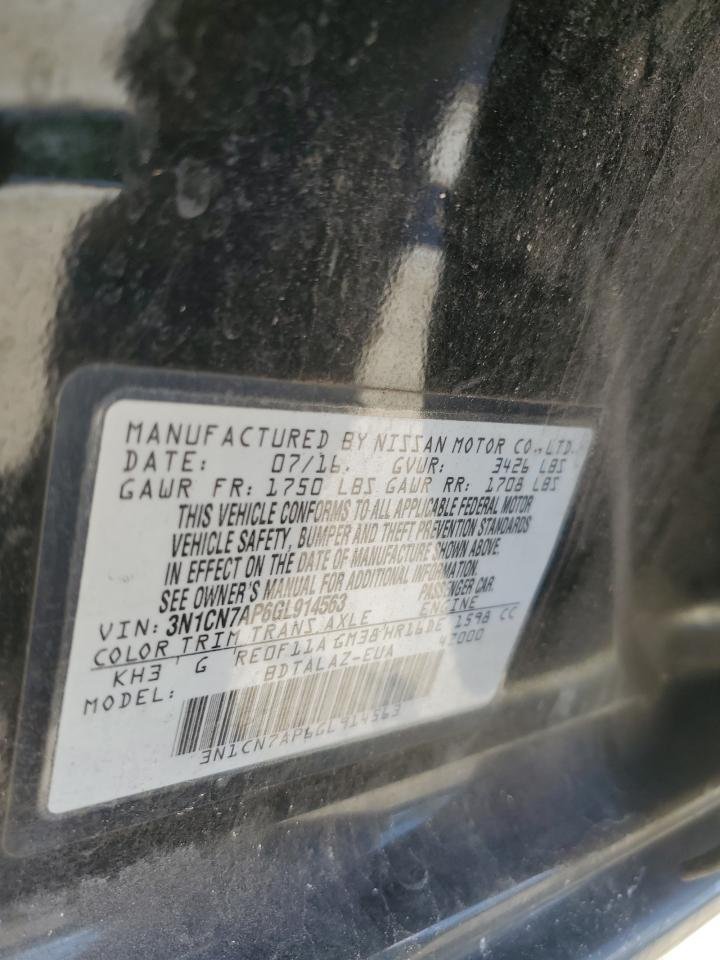 MANUFACTURED BY NISSAN MOTOR CO.,LTD.
DATE: 07/16. GVWR: 3426 LBS
GAWR FR: 1750 LBS GAWR RR: 1708 LBS
THIS VEHICLE CONFORMS TO ALL APPLICABLE FEDERAL MOTOR
VEHICLE SAFETY, BUMPER AND THEFT PREVENTION STANDARDS
IN EFFECT ON THE DATE OF MANUFACTURE SHOWN ABOVE.
SEE OWNER'S MANUAL FOR ADDITIONAL INFORMATION.
VIN: 3N1CN7AP6GL914563 PASSENGER CAR.
COLOR TRIM TRANS AXLE ENGINE
KH3 G RE0F11A GM38 HR16DE 1598 CC
MODEL: BDTALAZ-EUA 47000
3N1CN7AP6GL914563